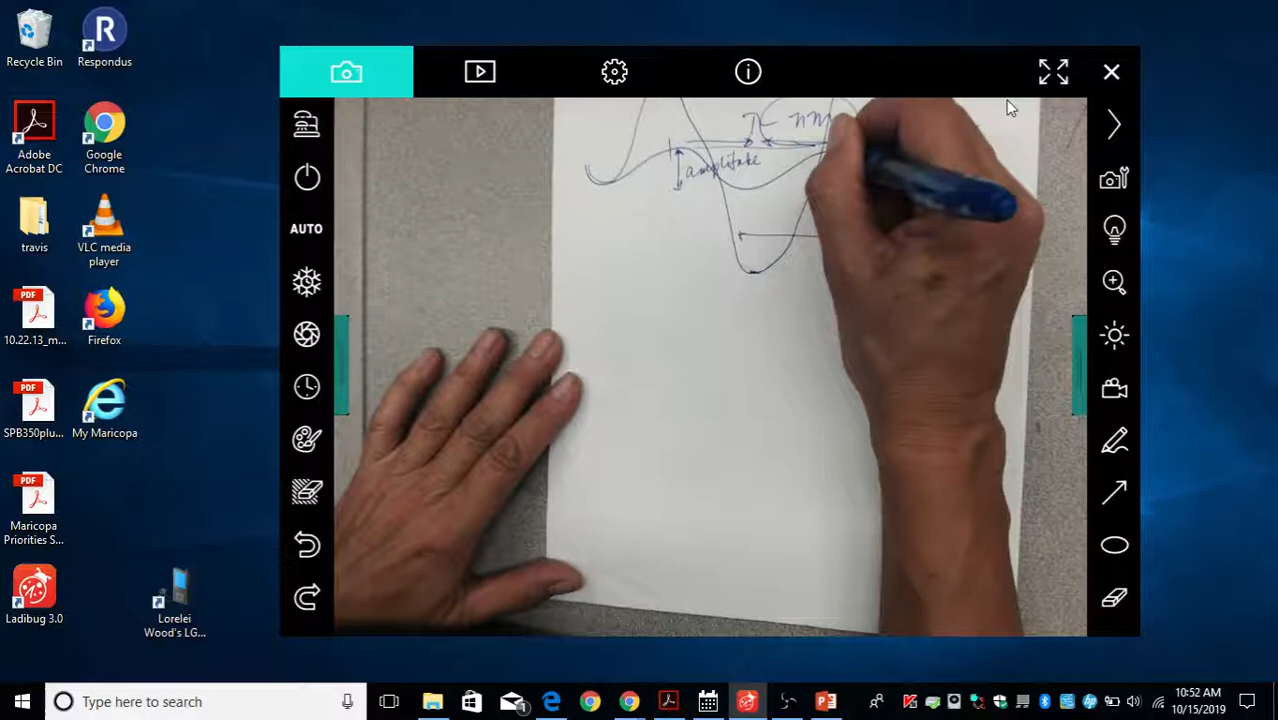 Recycle Bin
Respondus
Adobe
Acrobat DC
Google
Chrome
travis
VLC media
player
10.22.13_m...
Firefox
SPB350plu...
My Maricopa
Maricopa
Priorities S...
Ladibug 3.0
Lorelei
Wood's LG...
AUTO
nm
amplitude
Type here to search
10:52 AM
10/15/2019